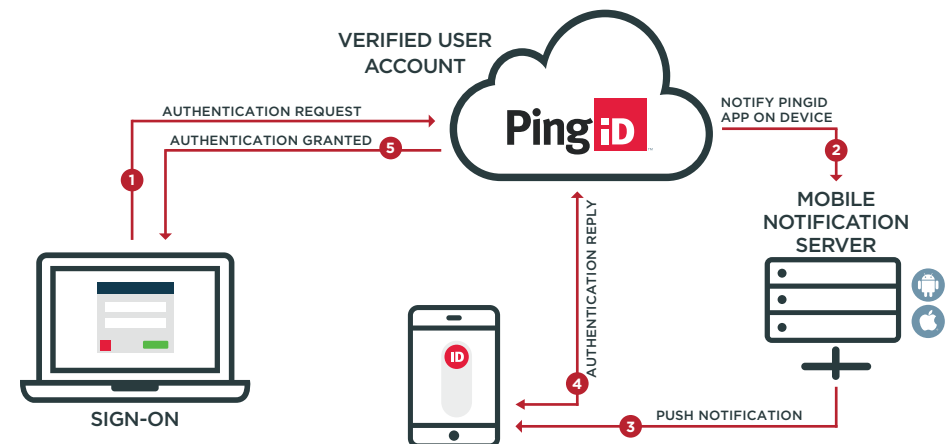 VERIFIED USER
ACCOUNT
PingiD
™
AUTHENTICATION REQUEST
NOTIFY PINGID
APP ON DEVICE
AUTHENTICATION GRANTED
5
2
1
MOBILE
NOTIFICATION
SERVER
AUTHENTICATION REPLY
ID
4
SIGN-ON
3
PUSH NOTIFICATION